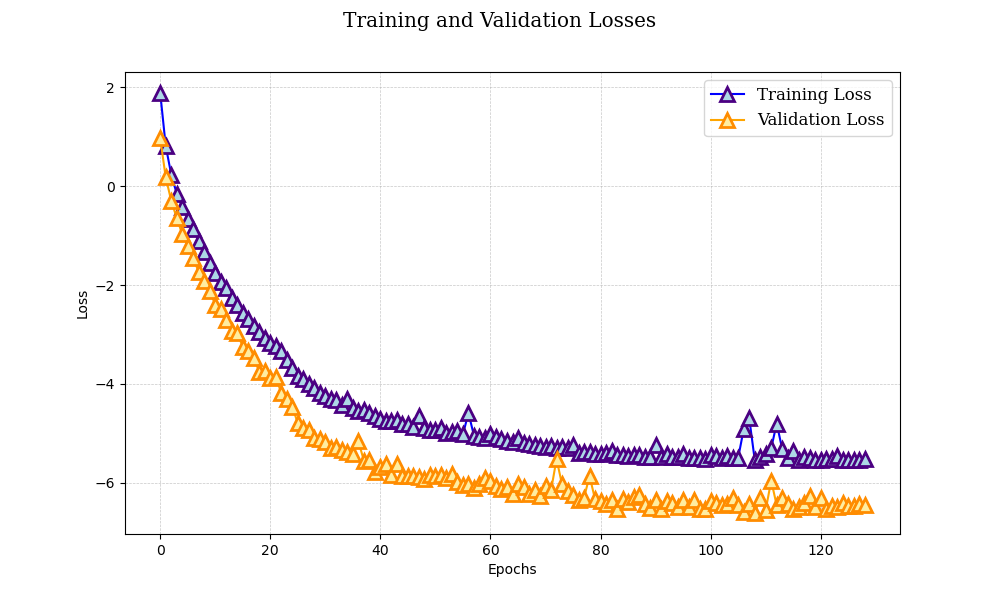 Training and Validation Losses
Training Loss
Validation Loss
2
0
−2
−4
−6
Loss
0 20 40 60 80 100 120
Epochs